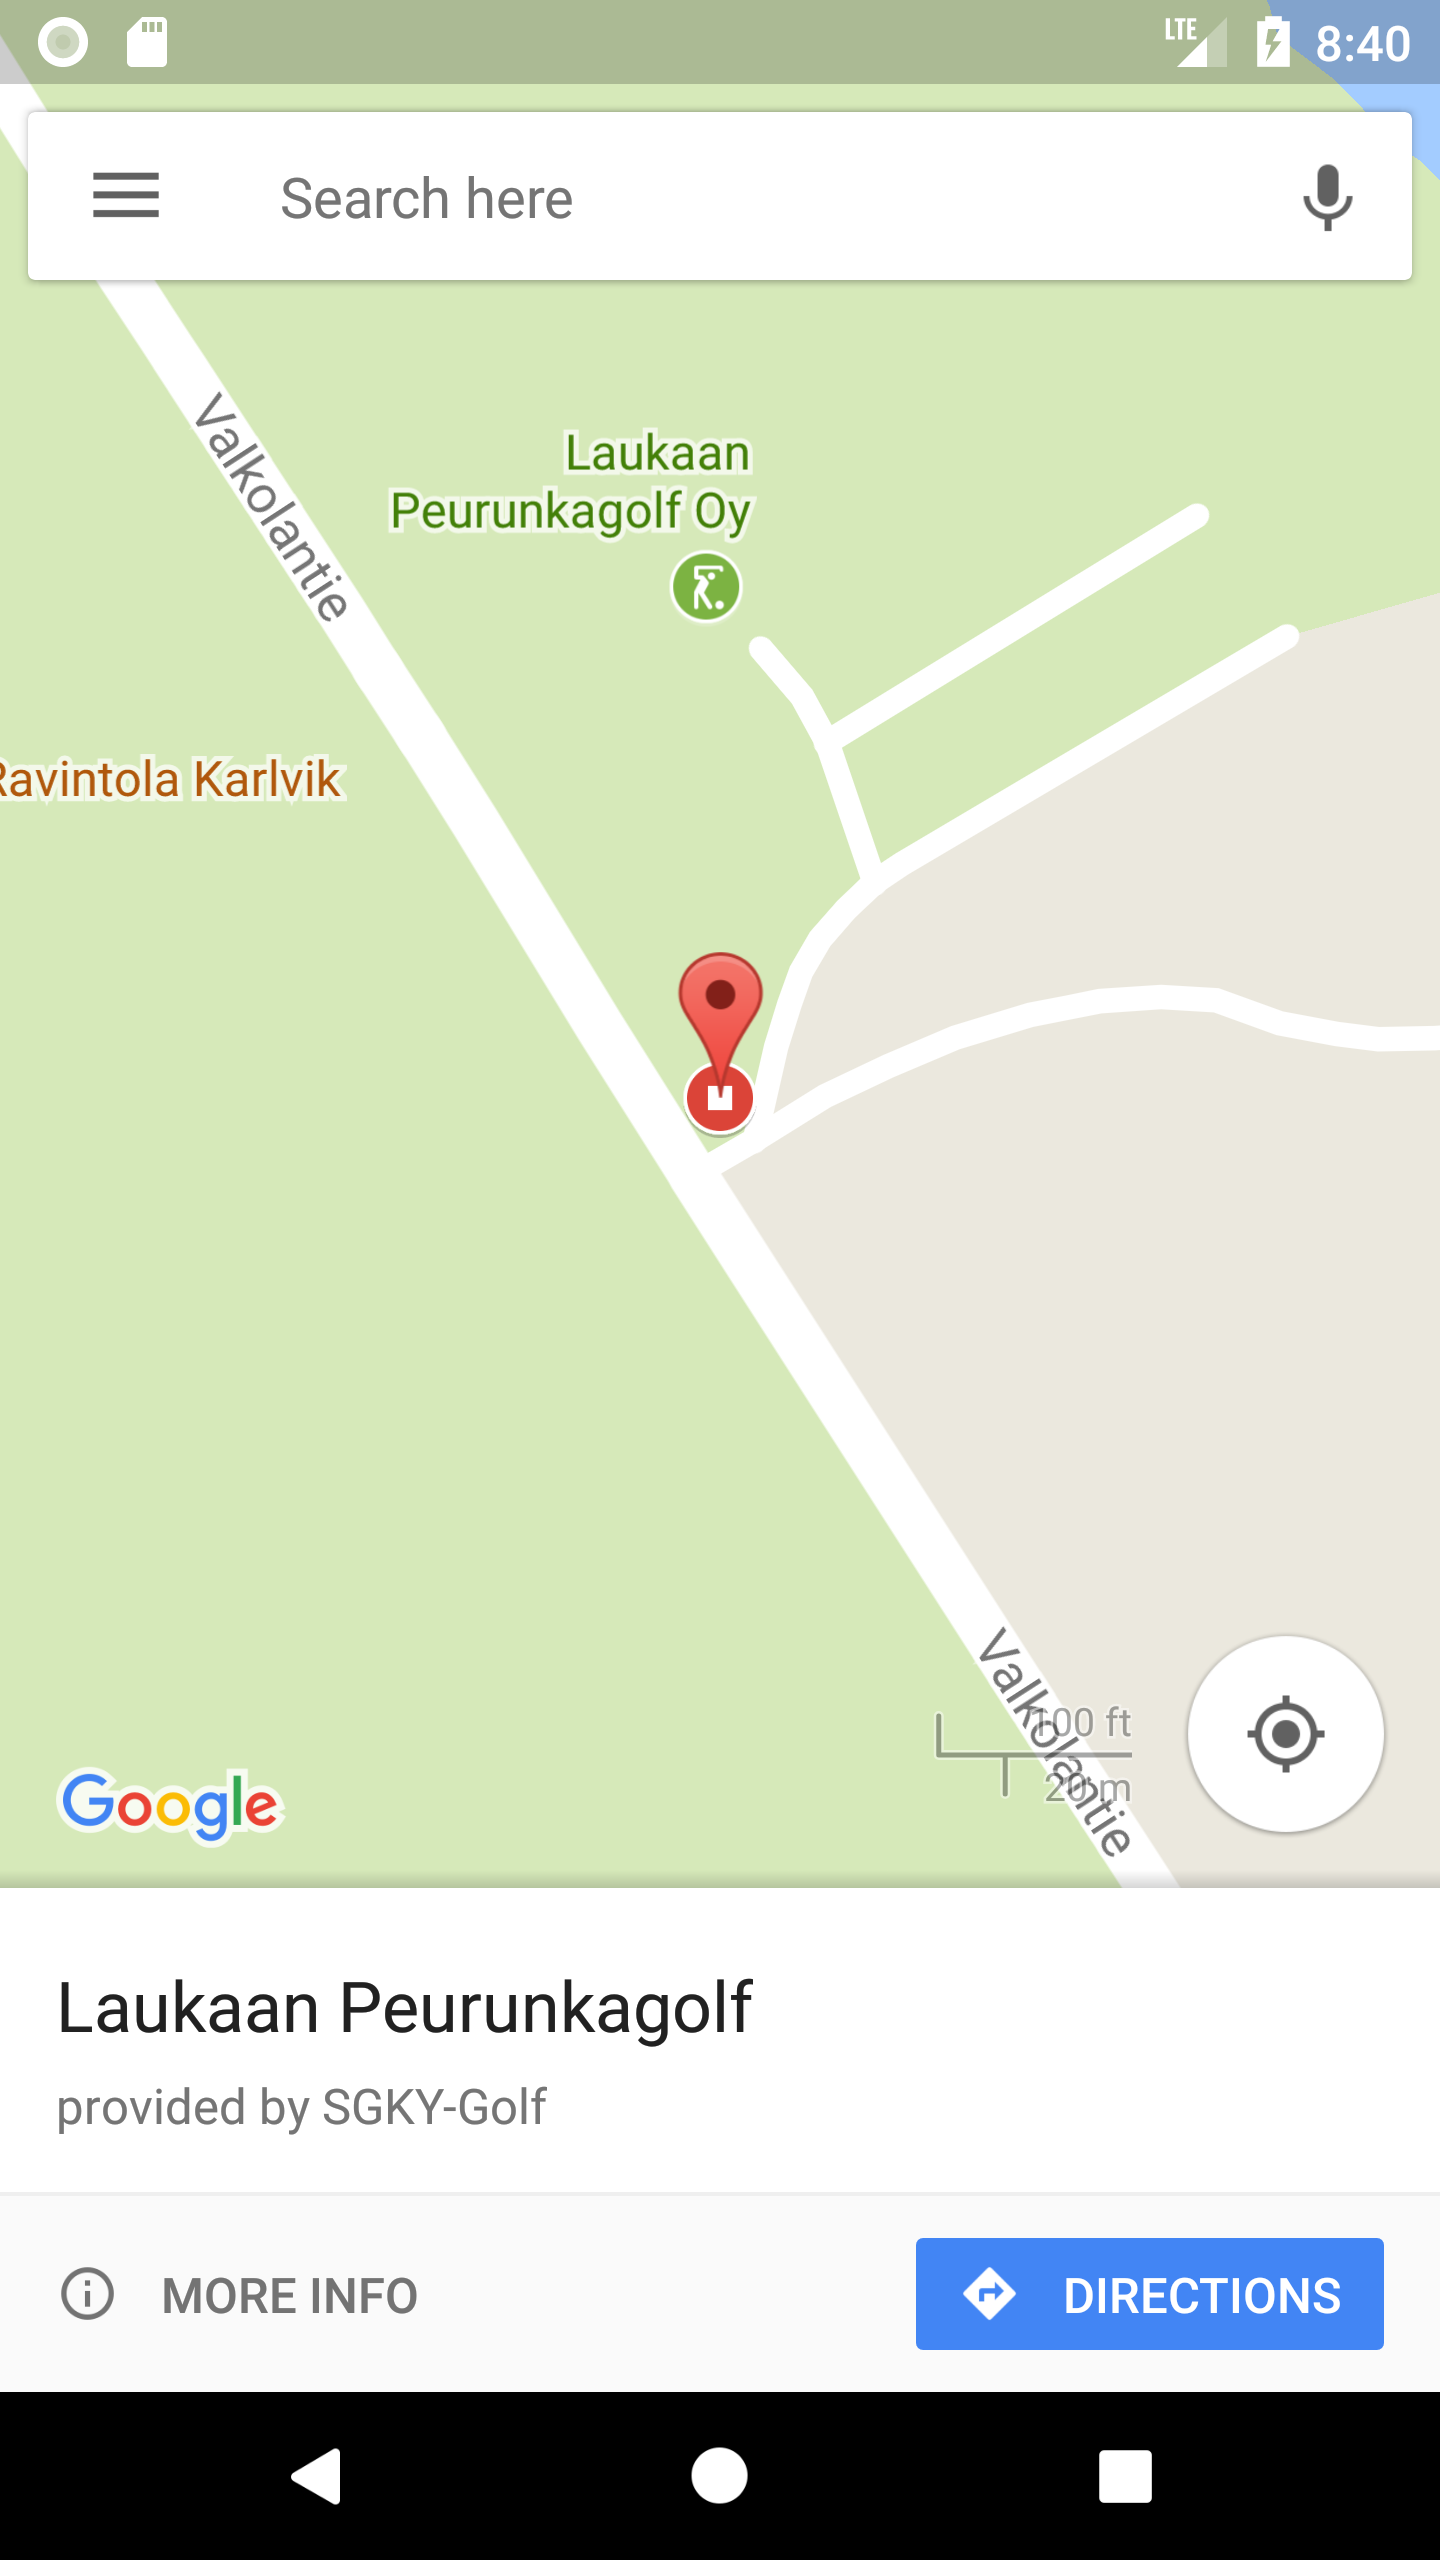 LTE 8:40
Search here
Valkolantie
Laukaan
Peurunkagolf Oy
Ravintola Karlvik
Valkolantie
100 ft
20 m
Google
Laukaan Peurunkagolf
provided by SGKY-Golf
MORE INFO
DIRECTIONS